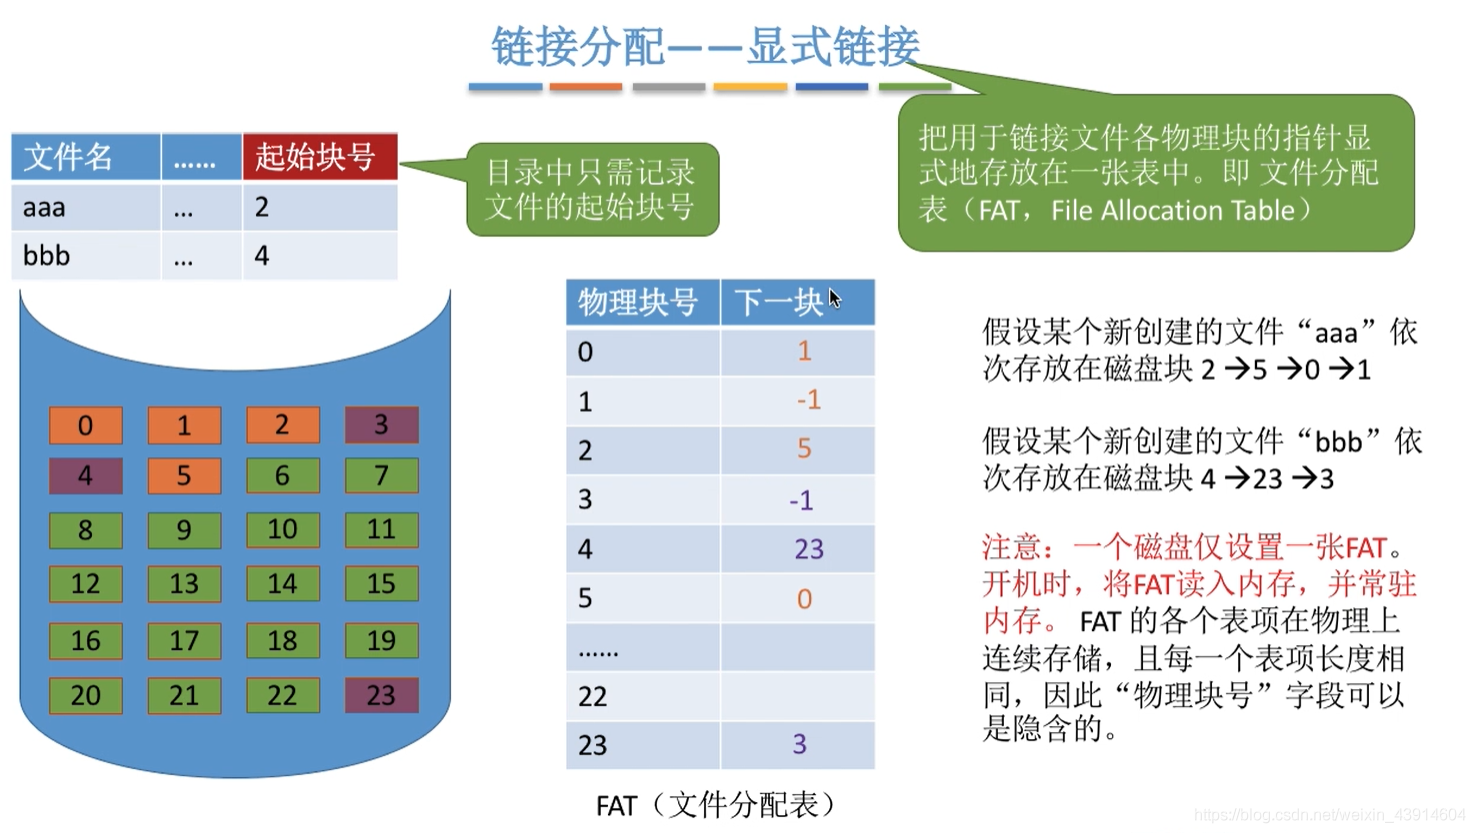 链接分配——显式链接
把用于链接文件各物理块的指针显
式地存放在一张表中。即 文件分配
表（FAT，File Allocation Table）
文件名 …… 起始块号
aaa ... 2
bbb ... 4
目录中只需记录
文件的起始块号
0 1 2 3
4 5 6 7
8 9 10 11
12 13 14 15
16 17 18 19
20 21 22 23
物理块号 下一块
0 1
1 -1
2 5
3 -1
4 23
5 0
……
22
23 3
FAT（文件分配表）
假设某个新创建的文件“aaa”依
次存放在磁盘块 2 →5 →0 →1
假设某个新创建的文件“bbb”依
次存放在磁盘块 4 →23 →3
注意：一个磁盘仅设置一张FAT。
开机时，将FAT读入内存，并常驻
内存。 FAT 的各个表项在物理上
连续存储，且每一个表项长度相
同，因此“物理块号”字段可以
是隐含的。
https://blog.csdn.net/weixin_43914604